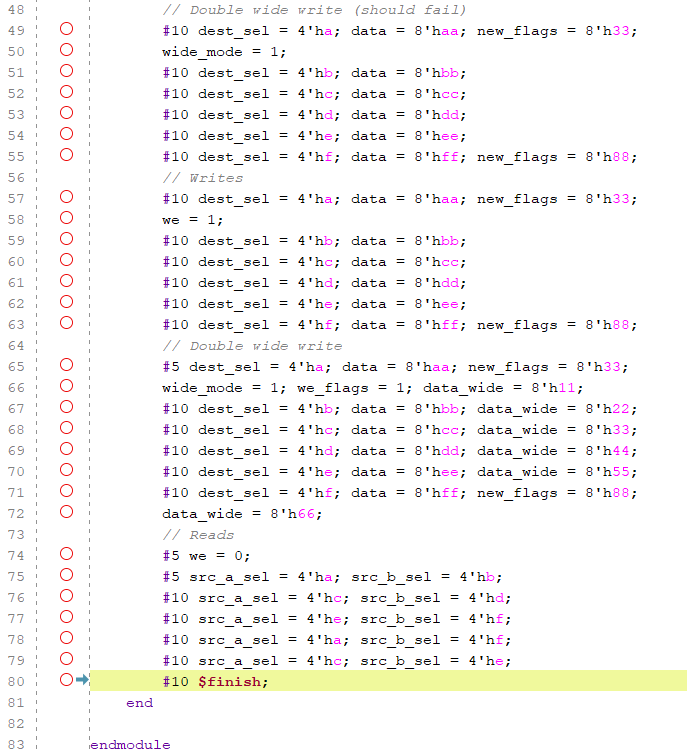 48 // Double wide write (should fail)
49 #10 dest_sel = 4'ha; data = 8'haa; new_flags = 8'h33;
50 wide_mode = 1;
51 #10 dest_sel = 4'hb; data = 8'hbb;
52 #10 dest_sel = 4'hc; data = 8'hcc;
53 #10 dest_sel = 4'hd; data = 8'hdd;
54 #10 dest_sel = 4'he; data = 8'hee;
55 #10 dest_sel = 4'hf; data = 8'hff; new_flags = 8'h88;
56 // Writes
57 #10 dest_sel = 4'ha; data = 8'haa; new_flags = 8'h33;
58 we = 1;
59 #10 dest_sel = 4'hb; data = 8'hbb;
60 #10 dest_sel = 4'hc; data = 8'hcc;
61 #10 dest_sel = 4'hd; data = 8'hdd;
62 #10 dest_sel = 4'he; data = 8'hee;
63 #10 dest_sel = 4'hf; data = 8'hff; new_flags = 8'h88;
64 // Double wide write
65 #5 dest_sel = 4'ha; data = 8'haa; new_flags = 8'h33;
66 wide_mode = 1; we_flags = 1; data_wide = 8'h11;
67 #10 dest_sel = 4'hb; data = 8'hbb; data_wide = 8'h22;
68 #10 dest_sel = 4'hc; data = 8'hcc; data_wide = 8'h33;
69 #10 dest_sel = 4'hd; data = 8'hdd; data_wide = 8'h44;
70 #10 dest_sel = 4'he; data = 8'hee; data_wide = 8'h55;
71 #10 dest_sel = 4'hf; data = 8'hff; new_flags = 8'h88;
72 data_wide = 8'h66;
73 // Reads
74 #5 we = 0;
75 #5 src_a_sel = 4'ha; src_b_sel = 4'hb;
76 #10 src_a_sel = 4'hc; src_b_sel = 4'hd;
77 #10 src_a_sel = 4'he; src_b_sel = 4'hf;
78 #10 src_a_sel = 4'ha; src_b_sel = 4'hf;
79 #10 src_a_sel = 4'hc; src_b_sel = 4'he;
80 #10 $finish;
81 end
82
83 endmodule